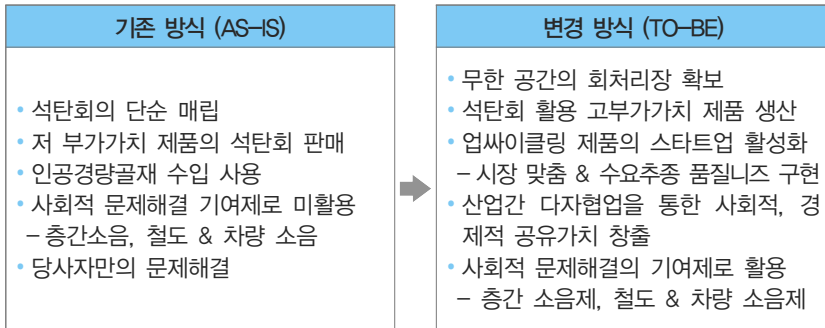 기존 방식 (AS-IS)
• 석탄회의 단순 매립
• 저 부가가치 제품의 석탄회 판매
• 인공경량골재 수입 사용
• 사회적 문제해결 기여제로 미활용
– 층간소음, 철도 & 차량 소음
• 당사자만의 문제해결
변경 방식 (TO-BE)
• 무한 공간의 회처리장 확보
• 석탄회 활용 고부가가치 제품 생산
• 업싸이클링 제품의 스타트업 활성화
– 시장 맞춤 & 수요추종 품질니즈 구현
• 산업간 다자협업을 통한 사회적, 경
제적 공유가치 창출
• 사회적 문제해결의 기여제로 활용
– 층간 소음제, 철도 & 차량 소음제